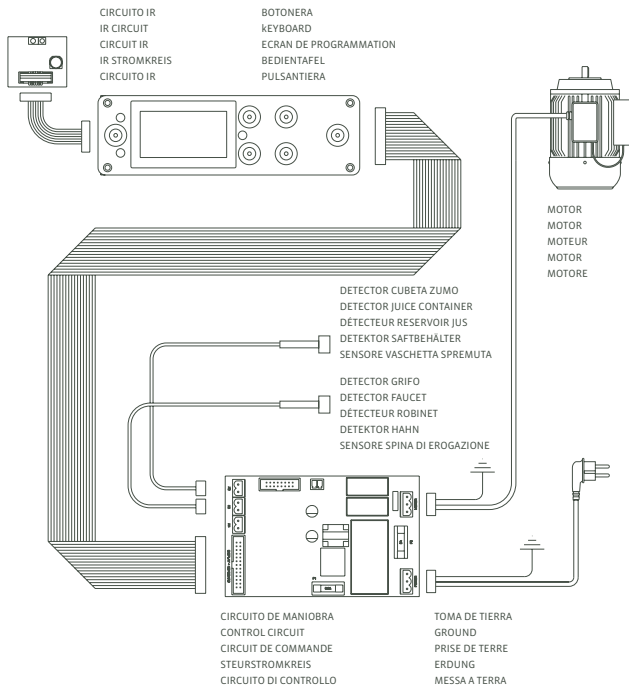 CIRCUITO IR
IR CIRCUIT
CIRCUIT IR
IR STROMKREIS
CIRCUITO IR
BOTONERA
kEYBOARD
ECRAN DE PROGRAMMATION
BEDIENTAFEL
PULSANTIERA
MOTOR
MOTOR
MOTEUR
MOTOR
MOTORE
DETECTOR CUBETA ZUMO
DETECTOR JUICE CONTAINER
DÉTECTEUR RESERVOIR JUS
DETEKTOR SAFTBEHÄLTER
SENSORE VASCHETTA SPREMUTA
DETECTOR GRIFO
DETECTOR FAUCET
DÉTECTEUR ROBINET
DETEKTOR HAHN
SENSORE SPINA DI EROGAZIONE
CIRCUITO DE MANIOBRA
CONTROL CIRCUIT
CIRCUIT DE COMMANDE
STEURSTROMKREIS
CIRCUITO DI CONTROLLO
TOMA DE TIERRA
GROUND
PRISE DE TERRE
ERDUNG
MESSA A TERRA